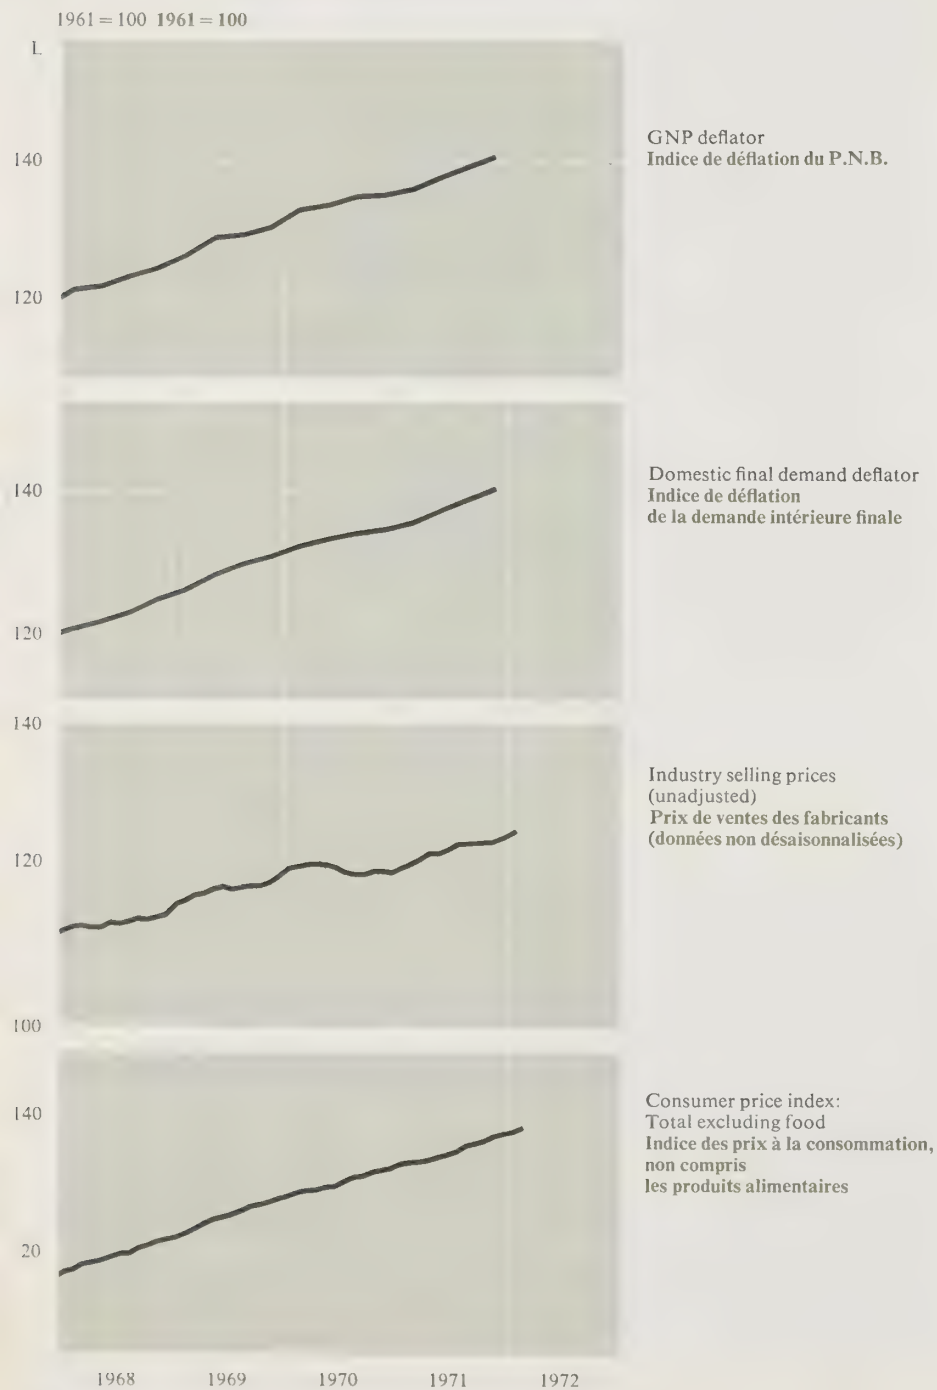 1961 = 100 1961 = 100
L
140
GNP deflator
Indice de déflation du P.N.B.
120
140
Domestic final demand deflator
Indice de déflation
de la demande intérieure finale
120
140
Industry selling prices
(unadjusted)
Prix de ventes des fabricants
(données non désaisonnalisées)
120
100
140
Consumer price index:
Total excluding food
Indice des prix à la consommation,
non compris
les produits alimentaires
20
1968 1969 1970 1971 1972